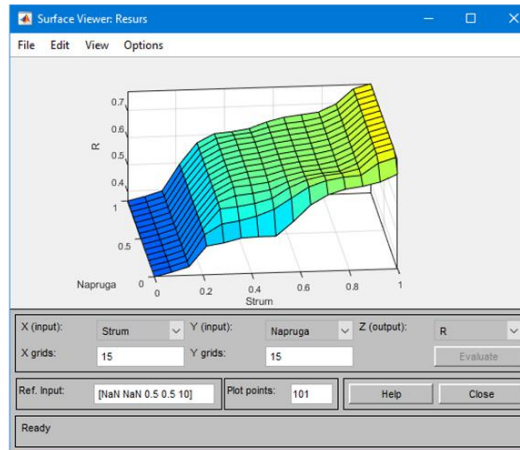 Surface Viewer: Resurs
File Edit View Options
0.7
0.6
0.5
0.4
R
1
0.5
0
Napruga
0
0.2
0.4
0.6
0.8
1
Strum
X (input): Strum Y (input): Napruga Z (output): R
X grids: 15 Y grids: 15 Evaluate
Ref. Input: [NaN NaN 0.5 0.5 10] Plot points: 101 Help Close
Ready